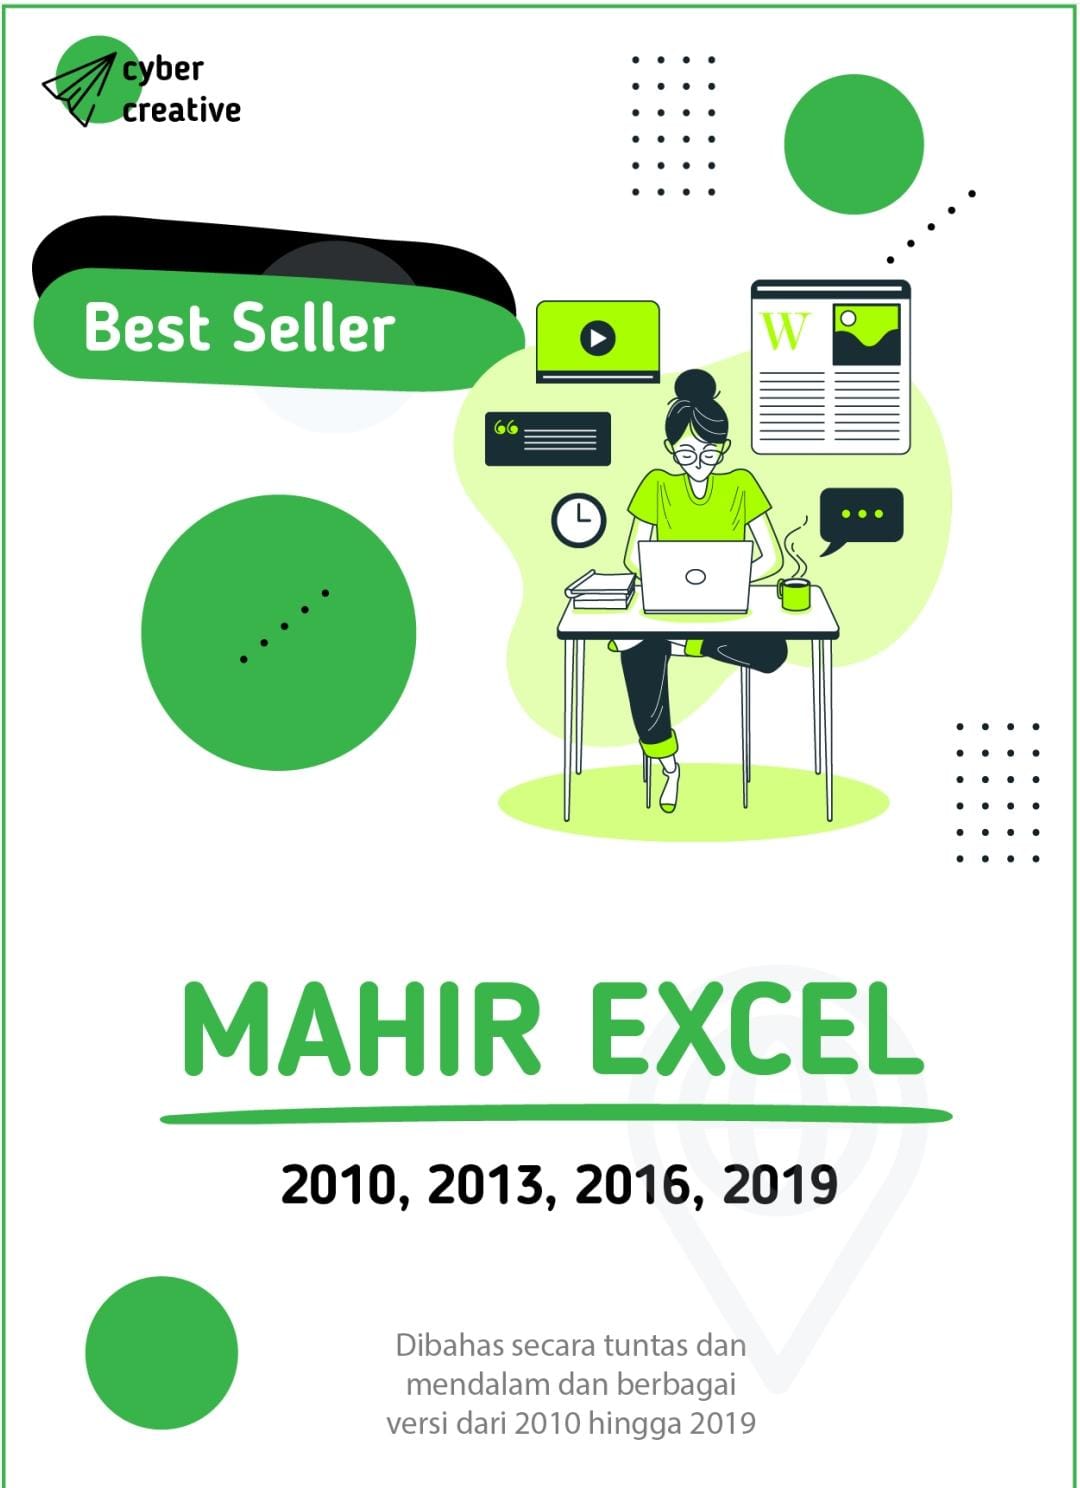 cyber
creative
Best Seller
W
MAHIR EXCEL
2010, 2013, 2016, 2019
Dibahas secara tuntas dan
mendalam dan berbagai
versi dari 2010 hingga 2019